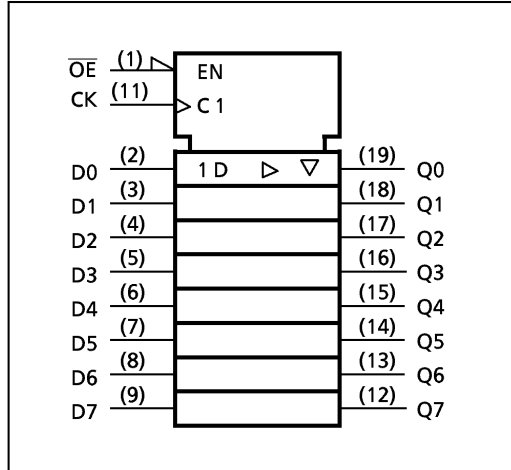 O̅E̅ (1) EN
CK (11) C1
D0 (2) 1D (19) Q0
D1 (3) (18) Q1
D2 (4) (17) Q2
D3 (5) (16) Q3
D4 (6) (15) Q4
D5 (7) (14) Q5
D6 (8) (13) Q6
D7 (9) (12) Q7